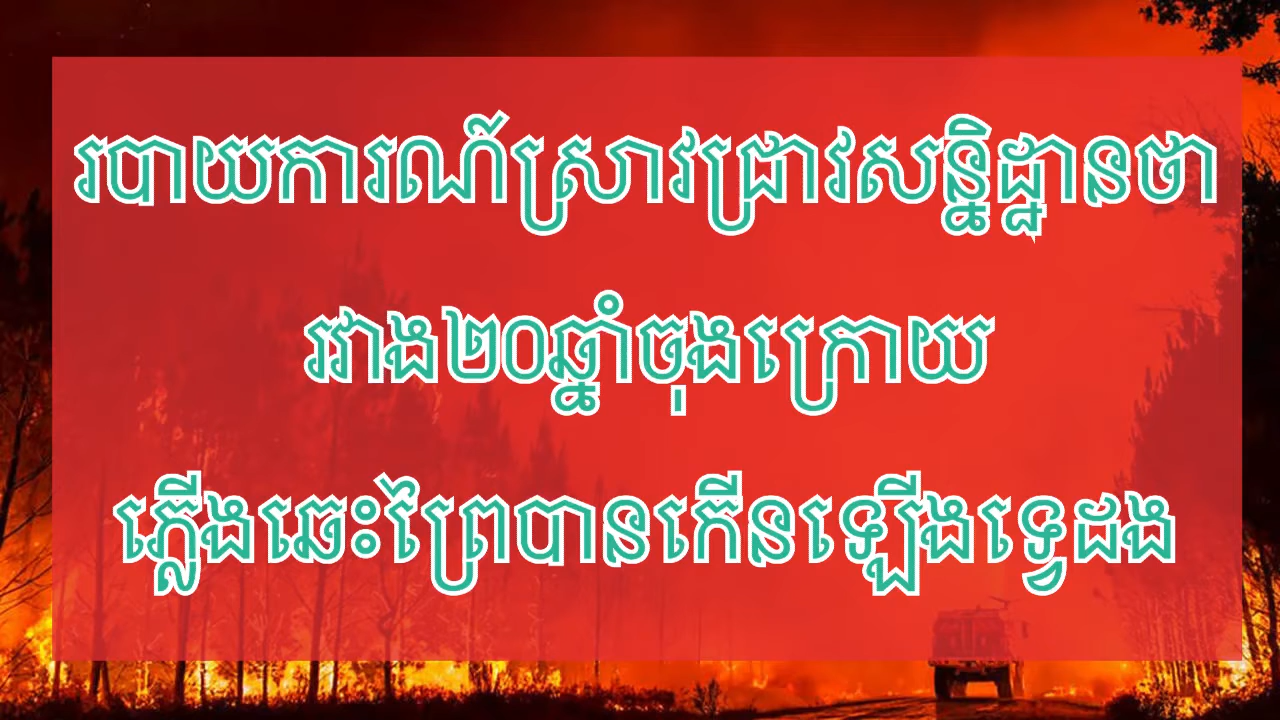 របាយការណ៍ស្រាវជ្រាវសន្និដ្ឋានថា
រវាង២០ឆ្នាំចុងក្រោយ
ភ្លើងឆេះព្រៃបានកើនឡើងទ្វេដង